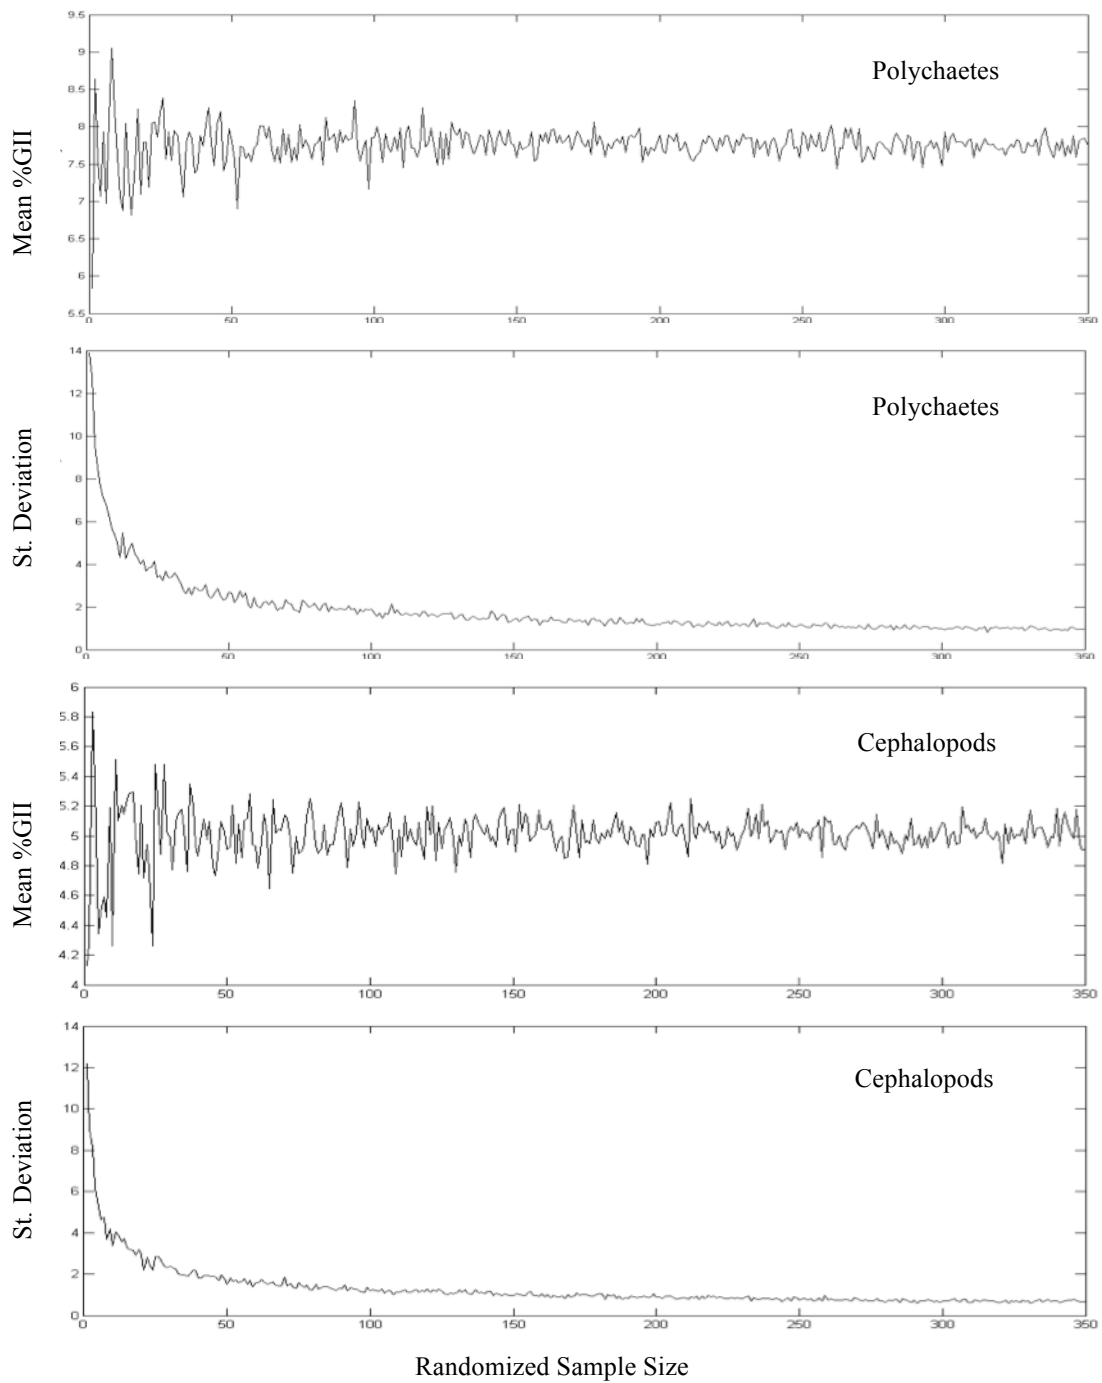 9.5
9
8.5
8
7.5
7
6.5
6
5.5
Mean %GII
Polychaetes
0 50 100 150 200 250 300 350
14
12
10
8
6
4
2
0
St. Deviation
Polychaetes
0 50 100 150 200 250 300 350
6
5.8
5.6
5.4
5.2
5
4.8
4.6
4.4
4.2
4
Mean %GII
Cephalopods
0 50 100 150 200 250 300 350
14
12
10
8
6
4
2
0
St. Deviation
Cephalopods
0 50 100 150 200 250 300 350
Randomized Sample Size